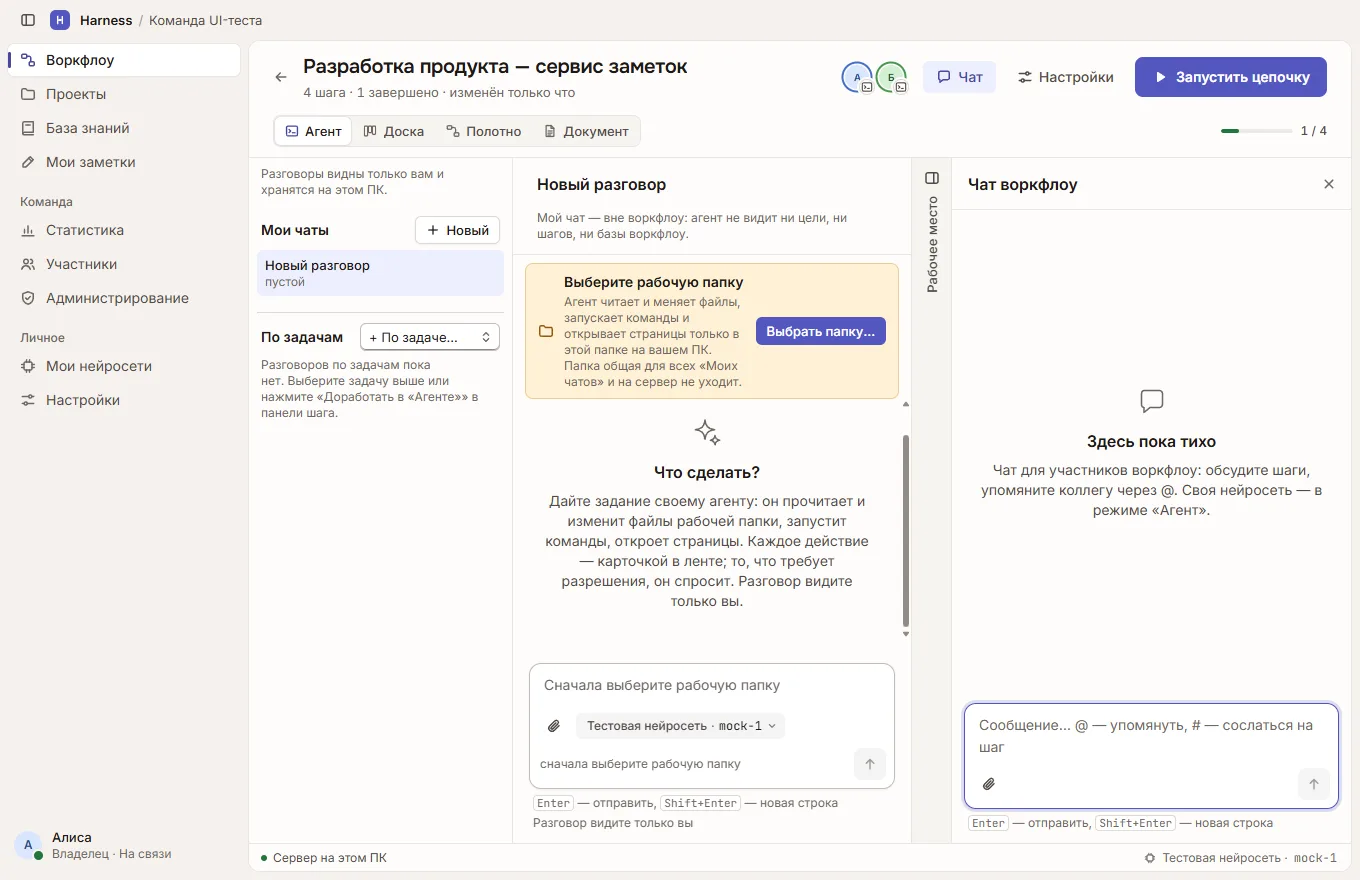 H Harness / Команда UI-теста
Воркфлоу
Проекты
База знаний
Мои заметки
Команда
Статистика
Участники
Администрирование
Личное
Мои нейросети
Настройки
А
Алиса
Владелец · На связи
Разработка продукта — сервис заметок
4 шага · 1 завершено · изменён только что
А
Б
Чат
Настройки
Запустить цепочку
Агент
Доска
Полотно
Документ
1 / 4
Разговоры видны только вам и
хранятся на этом ПК.
Мои чаты
+ Новый
Новый разговор
пустой
По задачам
+ По задаче...
Разговоров по задачам пока
нет. Выберите задачу выше или
нажмите «Доработать в «Агенте»» в
панели шага.
Новый разговор
Мой чат — вне воркфлоу: агент не видит ни цели, ни
шагов, ни базы воркфлоу.
Выберите рабочую папку
Агент читает и меняет файлы,
запускает команды и
открывает страницы только в
этой папке на вашем ПК.
Папка общая для всех «Моих
чатов» и на сервер не уходит.
Выбрать папку...
Что сделать?
Дайте задание своему агенту: он прочитает и
изменит файлы рабочей папки, запустит
команды, откроет страницы. Каждое действие
— карточкой в ленте; то, что требует
разрешения, он спросит. Разговор видите
только вы.
Сначала выберите рабочую папку
Тестовая нейросеть · mock-1
сначала выберите рабочую папку
Enter — отправить, Shift+Enter — новая строка
Разговор видите только вы
Рабочее место
Чат воркфлоу
Здесь пока тихо
Чат для участников воркфлоу: обсудите шаги,
упомяните коллегу через @. Своя нейросеть — в
режиме «Агент».
Сообщение... @ — упомянуть, # — сослаться на
шаг
Enter — отправить, Shift+Enter — новая строка
Сервер на этом ПК
Тестовая нейросеть · mock-1